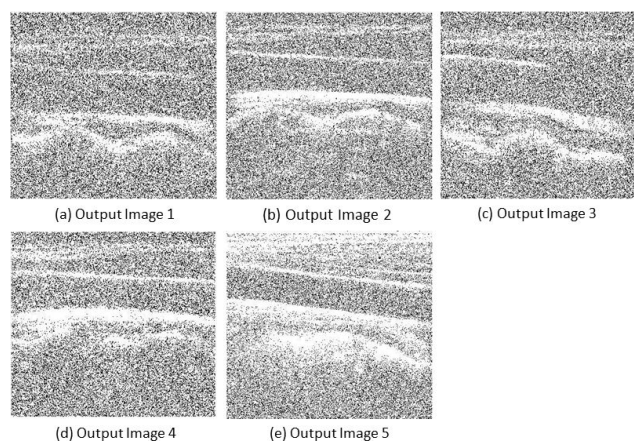 (a) Output Image 1
(b) Output Image 2
(c) Output Image 3
(d) Output Image 4
(e) Output Image 5